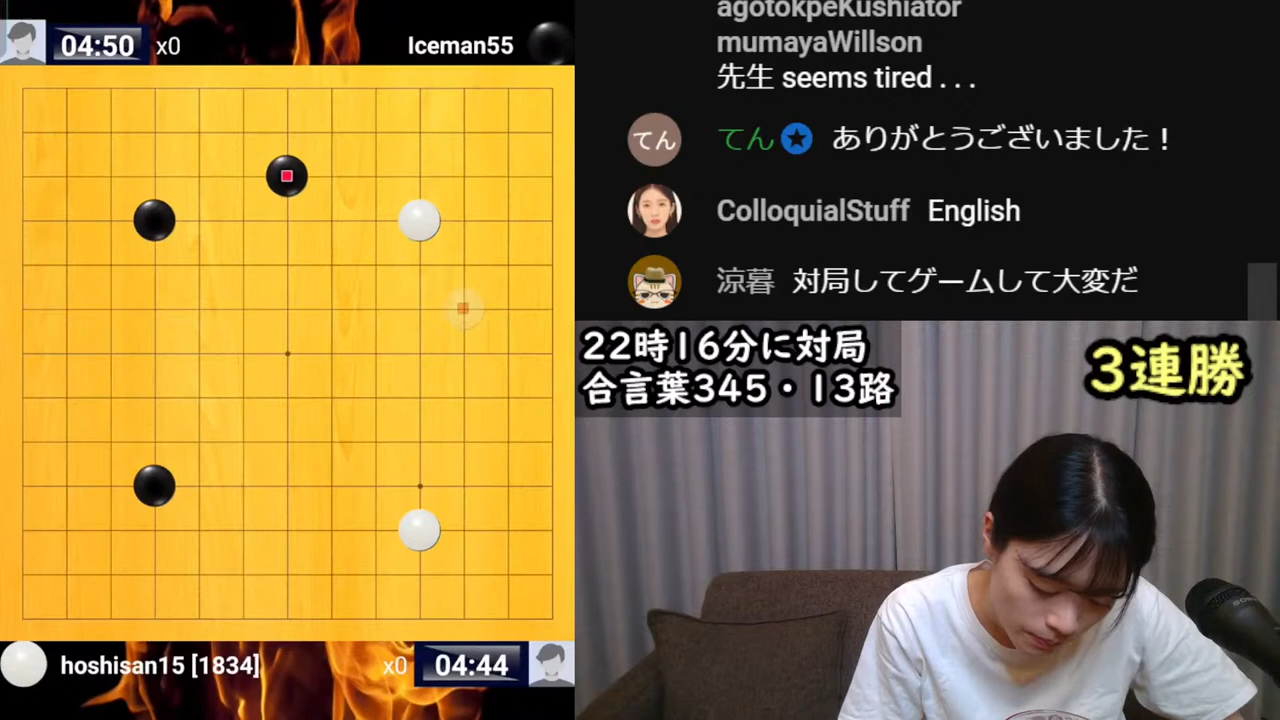 04:50 x0
Iceman55
agotokpeKushiator
mumayaWillson
先生 seems tired . . .
てん
てん ありがとうございました！
ColloquialStuff English
涼暮 対局してゲームして大変だ
22時16分に対局
合言葉345・13路
3連勝
hoshisan15 [1834]
x0 04:44